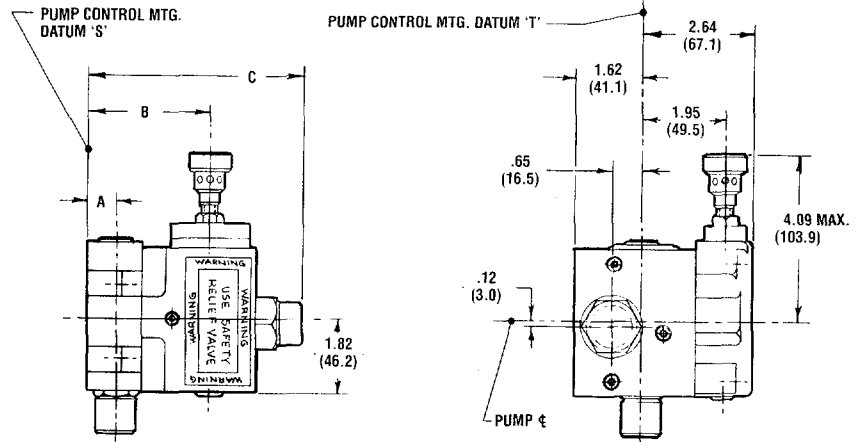 PUMP CONTROL MTG.
DATUM 'S'
C
B
A
WARNING
WARNING
USE SAFETY
RELIEF VALVE
WARNING
WARNING
1.82
(46.2)
PUMP CONTROL MTG. DATUM 'T'
2.64
(67.1)
1.62
(41.1)
1.95
(49.5)
.65
(16.5)
4.09 MAX.
(103.9)
.12
(3.0)
PUMP ℄